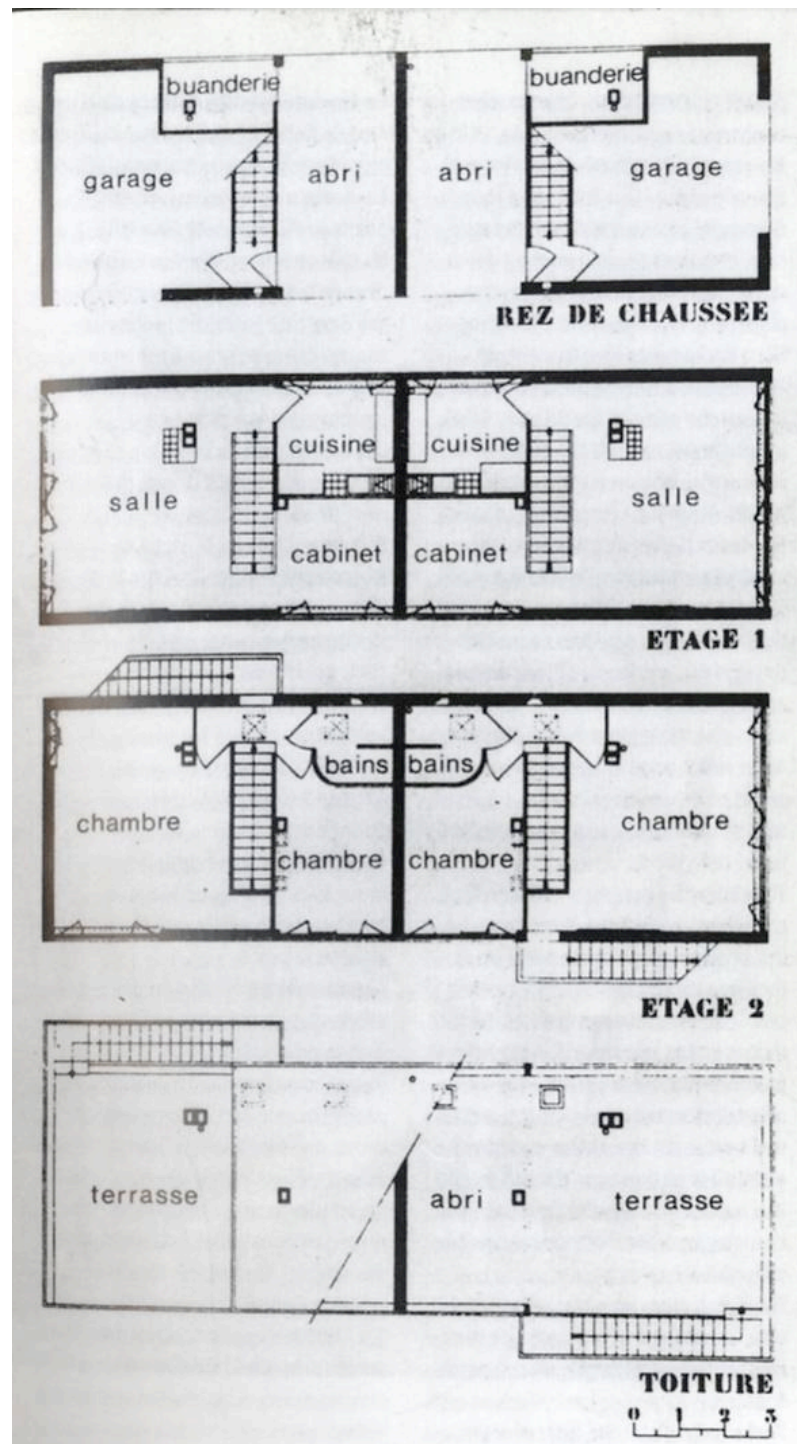 buanderie
buanderie
garage
abri
abri
garage
REZ DE CHAUSSEE
cuisine
cuisine
salle
salle
cabinet
cabinet
ETAGE 1
bains
bains
chambre
chambre
chambre
chambre
ETAGE 2
terrasse
abri
terrasse
TOITURE
0 1 2 3